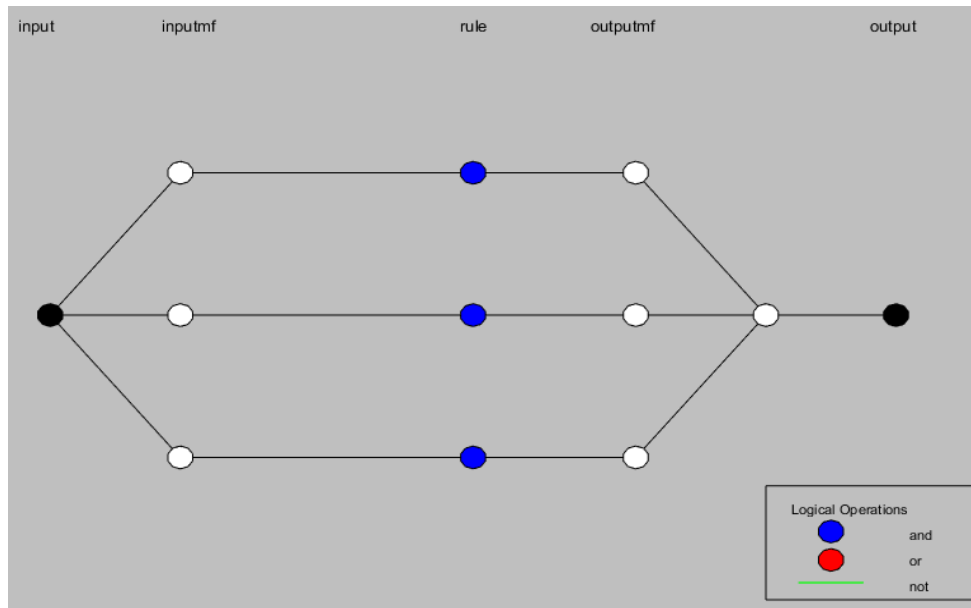 input inputmf rule outputmf output
Logical Operations
and
or
not